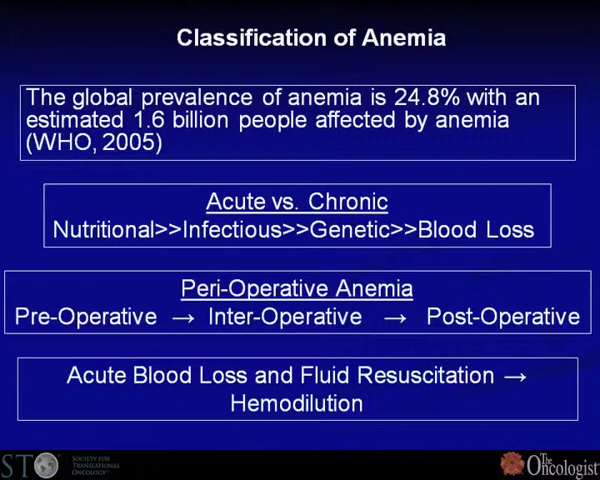 Classification of Anemia
The global prevalence of anemia is 24.8% with an
estimated 1.6 billion people affected by anemia
(WHO, 2005)
Acute vs. Chronic
Nutritional>>Infectious>>Genetic>>Blood Loss
Peri-Operative Anemia
Pre-Operative → Inter-Operative → Post-Operative
Acute Blood Loss and Fluid Resuscitation →
Hemodilution
STO
SOCIETY FOR
TRANSLATIONAL
ONCOLOGY
The
Oncologist